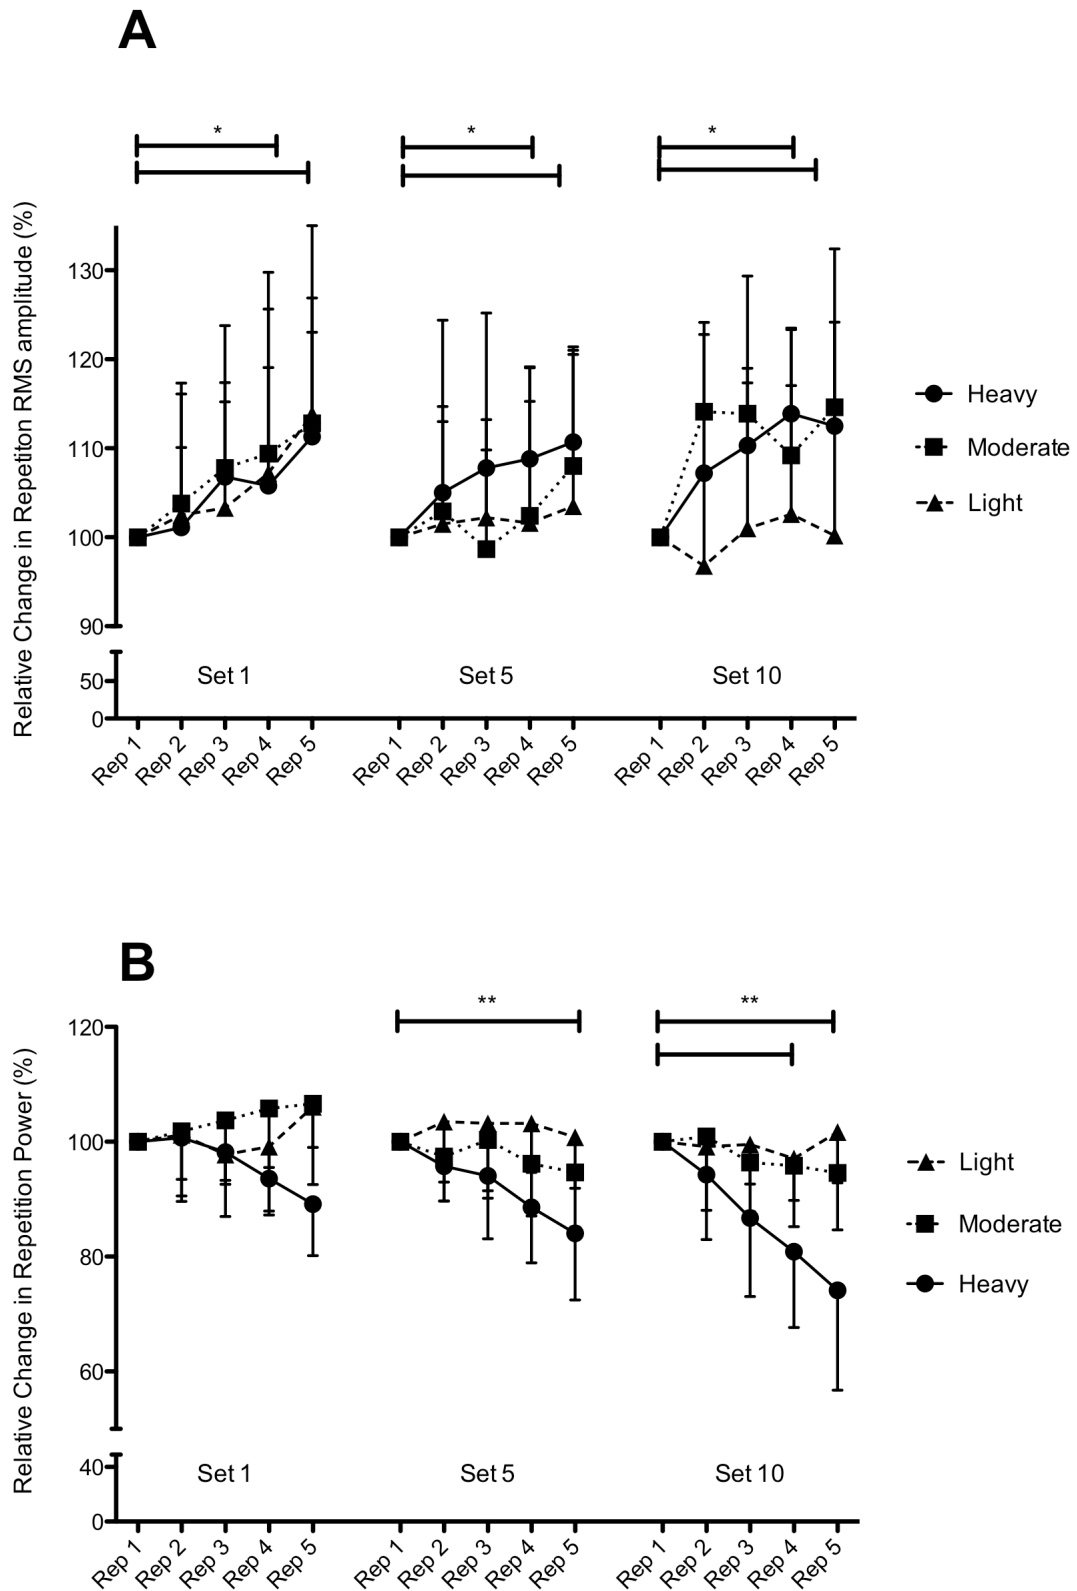 A
* * *
Relative Change in Repetiton RMS amplitude (%)
130
120
110
100
90
50
0
Heavy
Moderate
Light
Set 1 Set 5 Set 10
Rep 1 Rep 2 Rep 3 Rep 4 Rep 5 Rep 1 Rep 2 Rep 3 Rep 4 Rep 5 Rep 1 Rep 2 Rep 3 Rep 4 Rep 5
B
** **
Relative Change in Repetition Power (%)
120
100
80
60
40
0
Light
Moderate
Heavy
Set 1 Set 5 Set 10
Rep 1 Rep 2 Rep 3 Rep 4 Rep 5 Rep 1 Rep 2 Rep 3 Rep 4 Rep 5 Rep 1 Rep 2 Rep 3 Rep 4 Rep 5